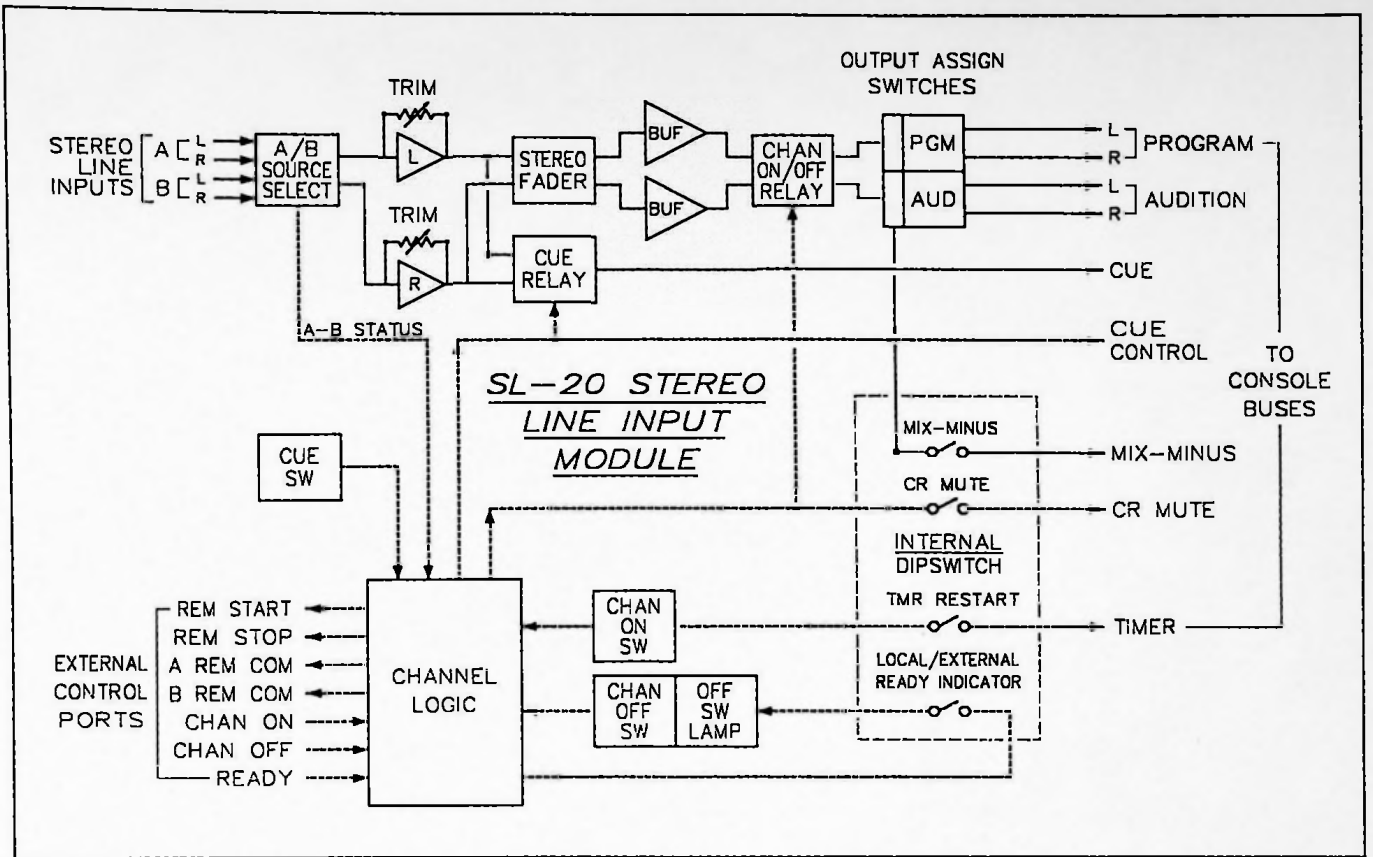 OUTPUT ASSIGN
SWITCHES
TRIM
STEREO
LINE
INPUTS
A
L
R
B
L
R
A/B
SOURCE
SELECT
L
STEREO
FADER
BUF
BUF
CHAN
ON/OFF
RELAY
PGM
AUD
L
R
PROGRAM
L
R
AUDITION
TRIM
R
CUE
RELAY
CUE
A-B STATUS
CUE
CONTROL
TO
CONSOLE
BUSES
SL-20 STEREO
LINE INPUT
MODULE
CUE
SW
MIX-MINUS
MIX-MINUS
CR MUTE
CR MUTE
INTERNAL
DIPSWITCH
TMR RESTART
TIMER
LOCAL/EXTERNAL
READY INDICATOR
EXTERNAL
CONTROL
PORTS
REM START
REM STOP
A REM COM
B REM COM
CHAN ON
CHAN OFF
READY
CHANNEL
LOGIC
CHAN
ON
SW
CHAN
OFF
SW
OFF
SW
LAMP